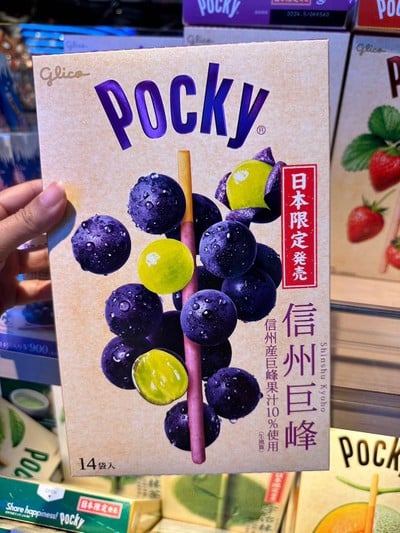 Glico
POCKY®
日本限定発売
信州巨峰
Shinshu Kyoho
信州産巨峰果汁10%使用
14袋入
POCKY
900
Share happiness! POCKY
日本限定発売
POCKY